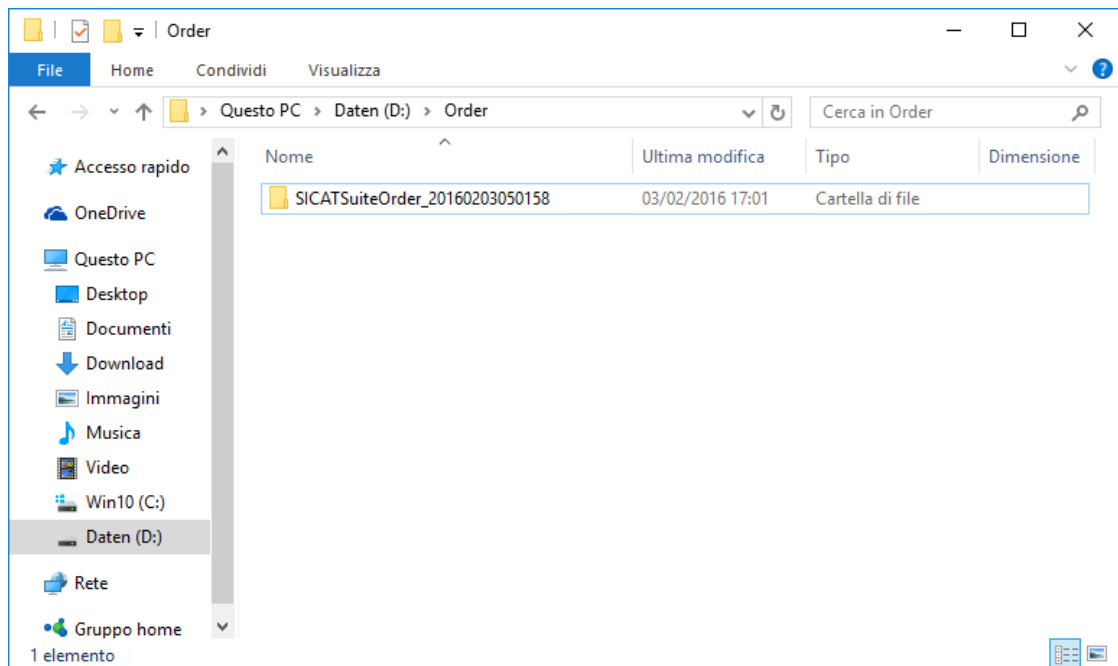 Order
File Home Condividi Visualizza
Questo PC > Daten (D:) > Order
Cerca in Order
Nome Ultima modifica Tipo Dimensione
SICATSuiteOrder_20160203050158 03/02/2016 17:01 Cartella di file
Accesso rapido
OneDrive
Questo PC
Desktop
Documenti
Download
Immagini
Musica
Video
Win10 (C:)
Daten (D:)
Rete
Gruppo home
1 elemento